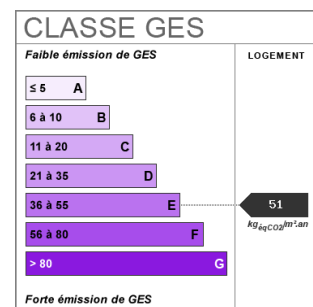 CLASSE GES
Faible émission de GES
LOGEMENT
≤ 5 A
6 à 10 B
11 à 20 C
21 à 35 D
36 à 55 E
51
kgéqCO2/m².an
56 à 80 F
> 80 G
Forte émission de GES